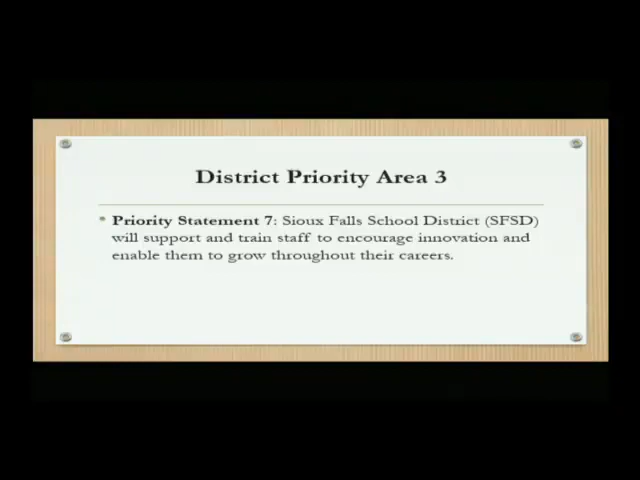 District Priority Area 3
Priority Statement 7: Sioux Falls School District (SFSD)
will support and train staff to encourage innovation and
enable them to grow throughout their careers.